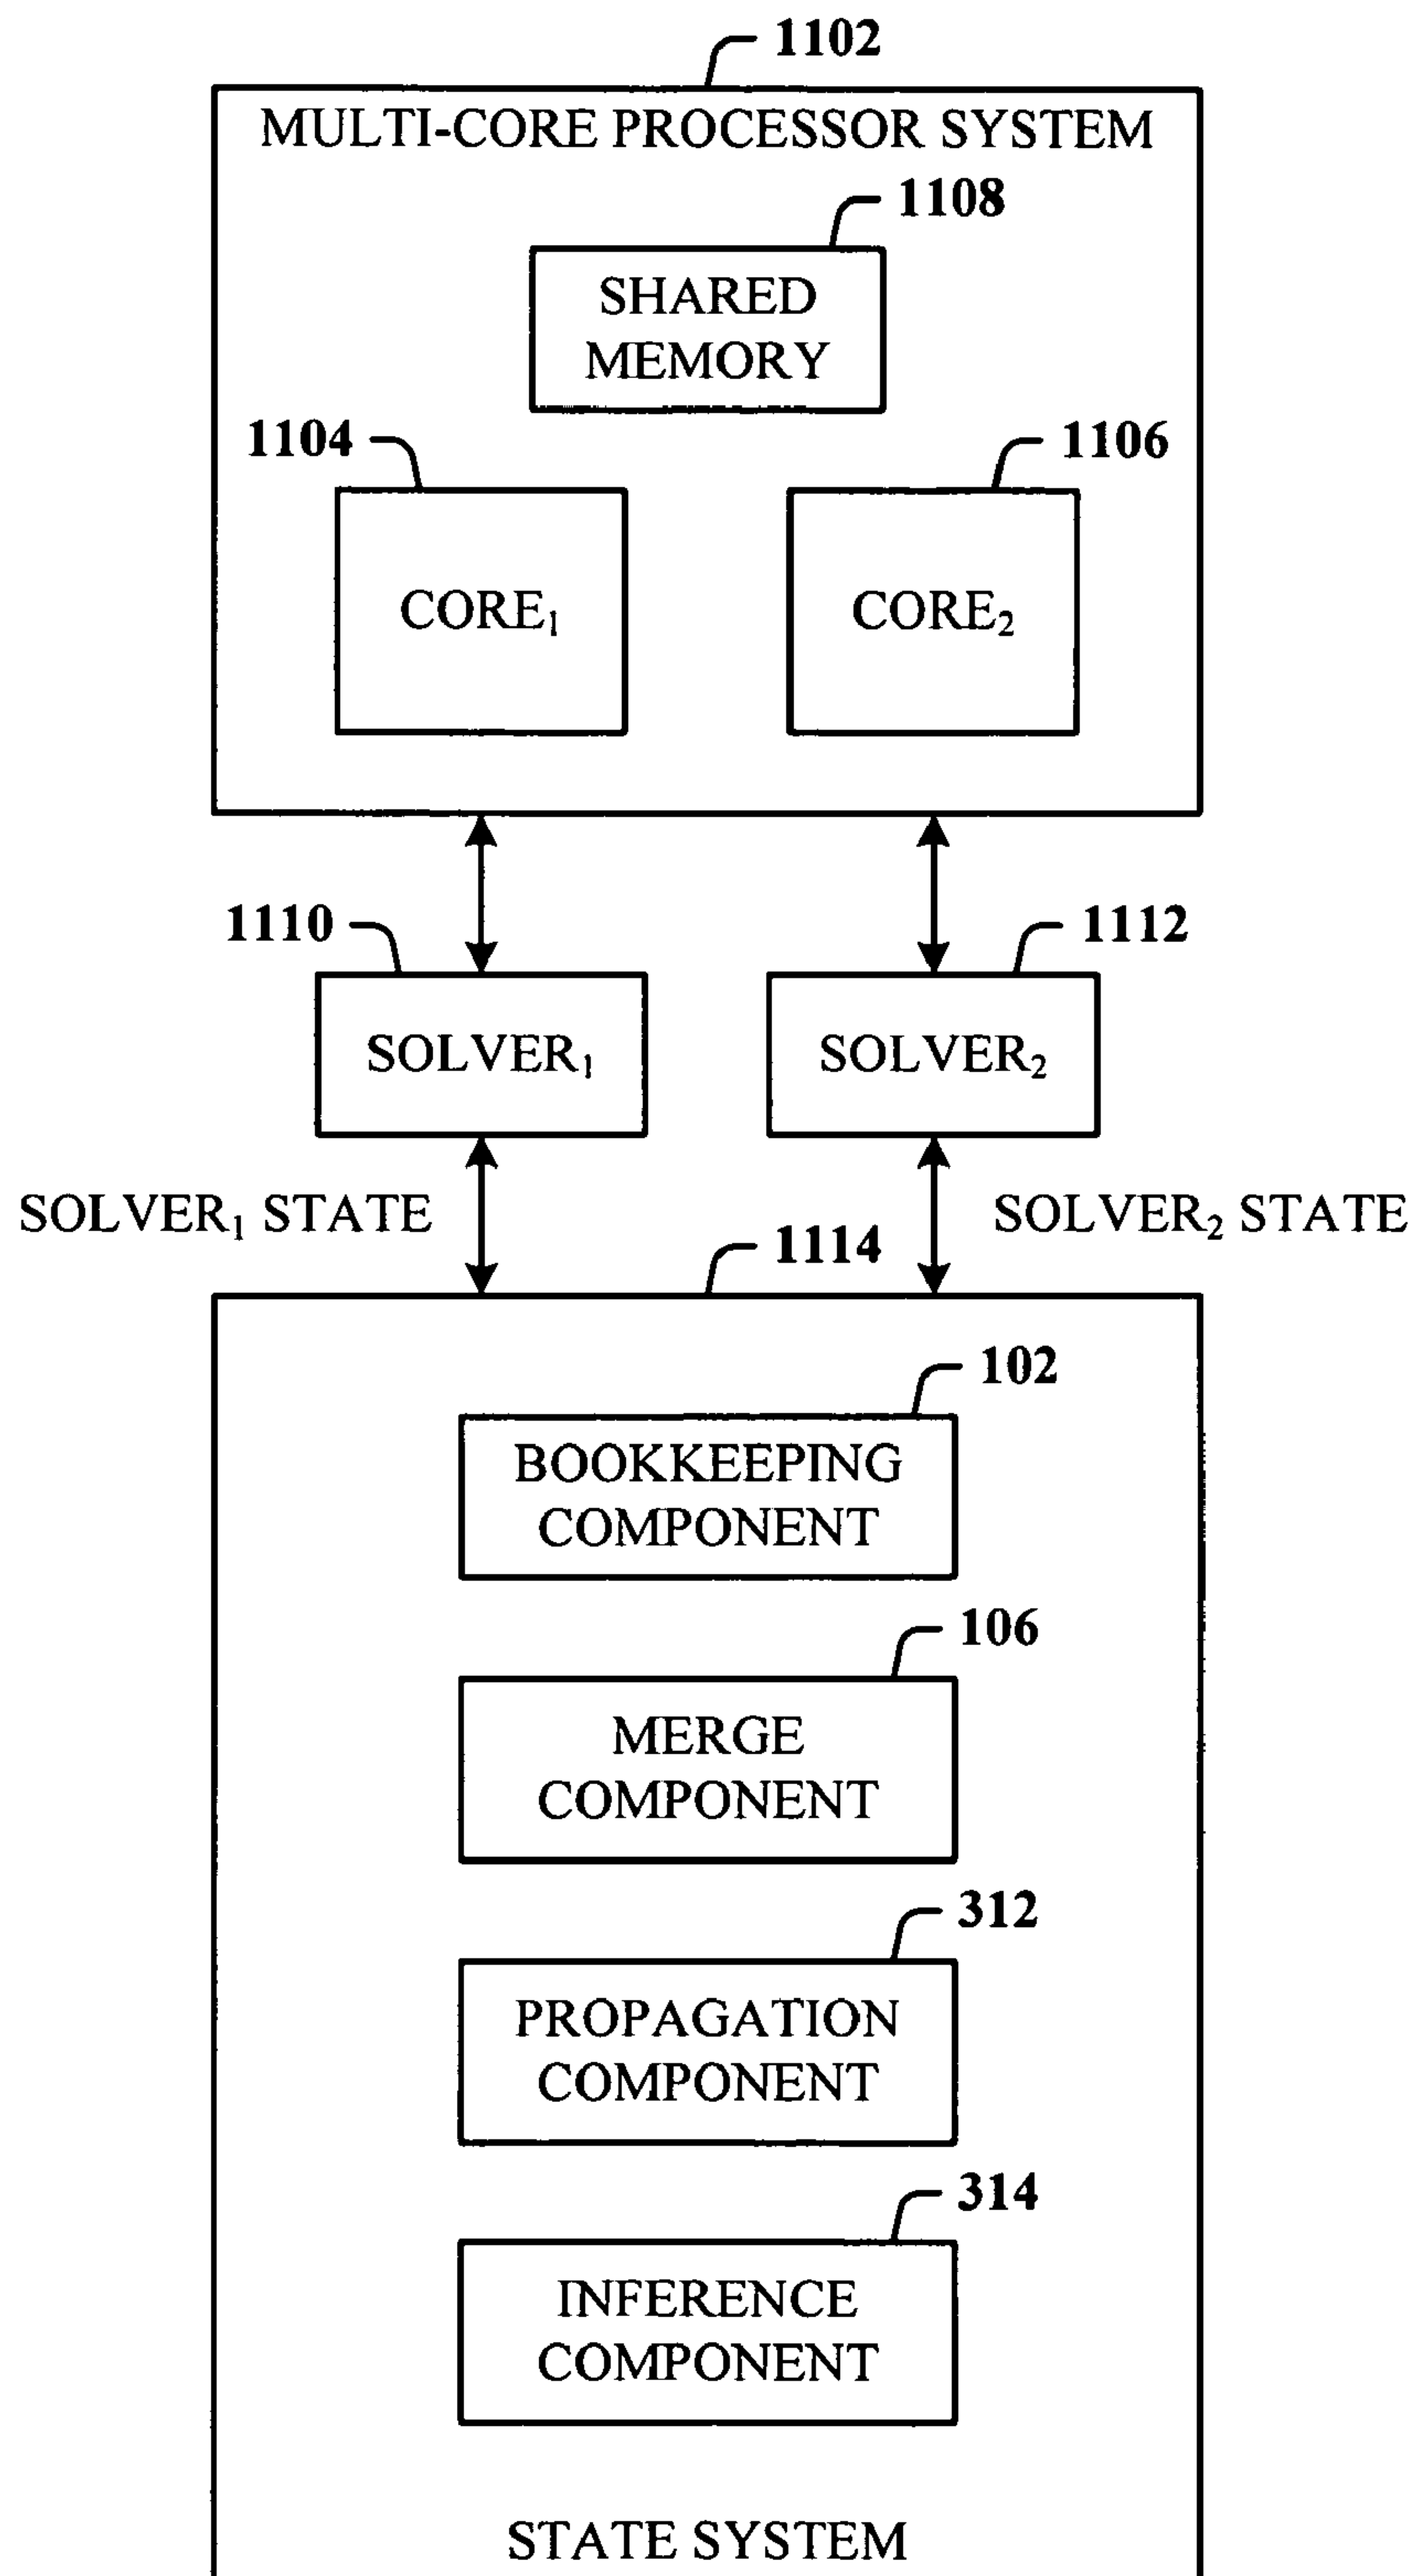 1102
MULTI-CORE PROCESSOR SYSTEM
1108
SHARED
MEMORY
1104
1106
CORE₁
CORE₂
1110
1112
SOLVER₁
SOLVER₂
SOLVER₁ STATE
SOLVER₂ STATE
1114
102
BOOKKEEPING
COMPONENT
106
MERGE
COMPONENT
312
PROPAGATION
COMPONENT
314
INFERENCE
COMPONENT
STATE SYSTEM